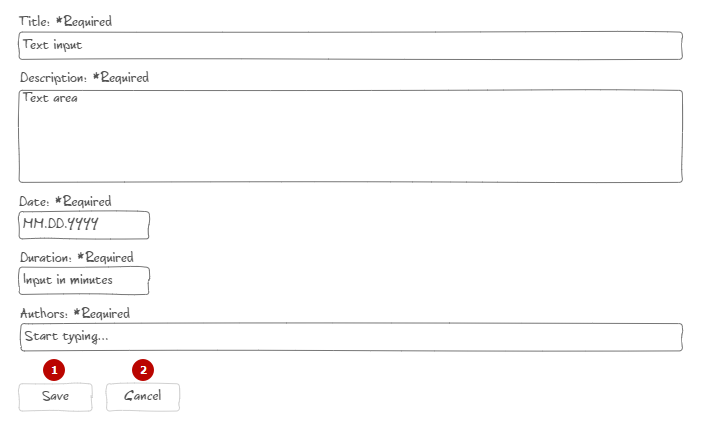 Title: *Required
Text input
Description: *Required
Text area
Date: *Required
MM.DD.YYYY
Duration: *Required
Input in minutes
Authors: *Required
Start typing...
1 2
Save Cancel